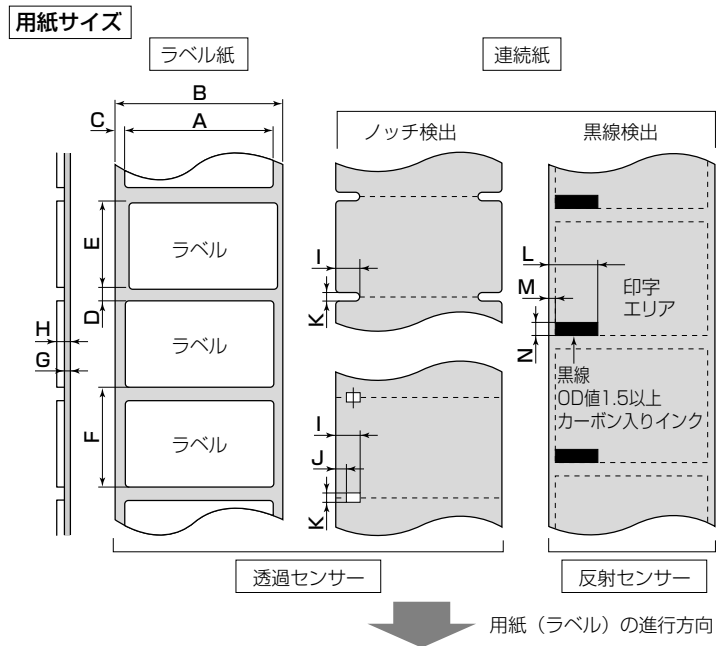 用紙サイズ
ラベル紙
連続紙
B
C
A
ノッチ検出
黒線検出
E
ラベル
I
L
印字
エリア
M
D
K
H
N
ラベル
G
黒線
OD値1.5以上
カーボン入りインク
F
ラベル
I
J
K
透過センサー
反射センサー
用紙（ラベル）の進行方向